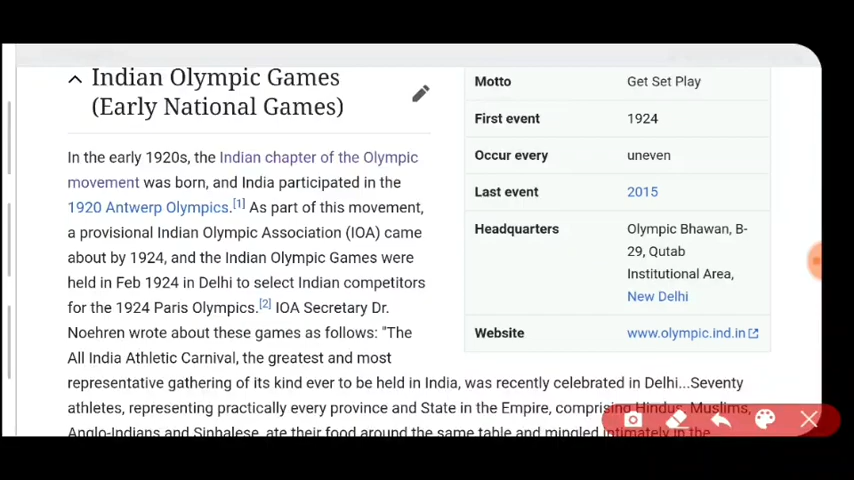 Indian Olympic Games
(Early National Games)
In the early 1920s, the Indian chapter of the Olympic
movement was born, and India participated in the
1920 Antwerp Olympics.[1] As part of this movement,
a provisional Indian Olympic Association (IOA) came
about by 1924, and the Indian Olympic Games were
held in Feb 1924 in Delhi to select Indian competitors
for the 1924 Paris Olympics.[2] IOA Secretary Dr.
Noehren wrote about these games as follows: "The
All India Athletic Carnival, the greatest and most
representative gathering of its kind ever to be held in India, was recently celebrated in Delhi...Seventy
athletes, representing practically every province and State in the Empire, comprising Hindus, Muslims,
Anglo-Indians and Sinhalese, ate their food around the same table and mingled intimately in the
Motto Get Set Play
First event 1924
Occur every uneven
Last event 2015
Headquarters Olympic Bhawan, B-
29, Qutab
Institutional Area,
New Delhi
Website www.olympic.ind.in